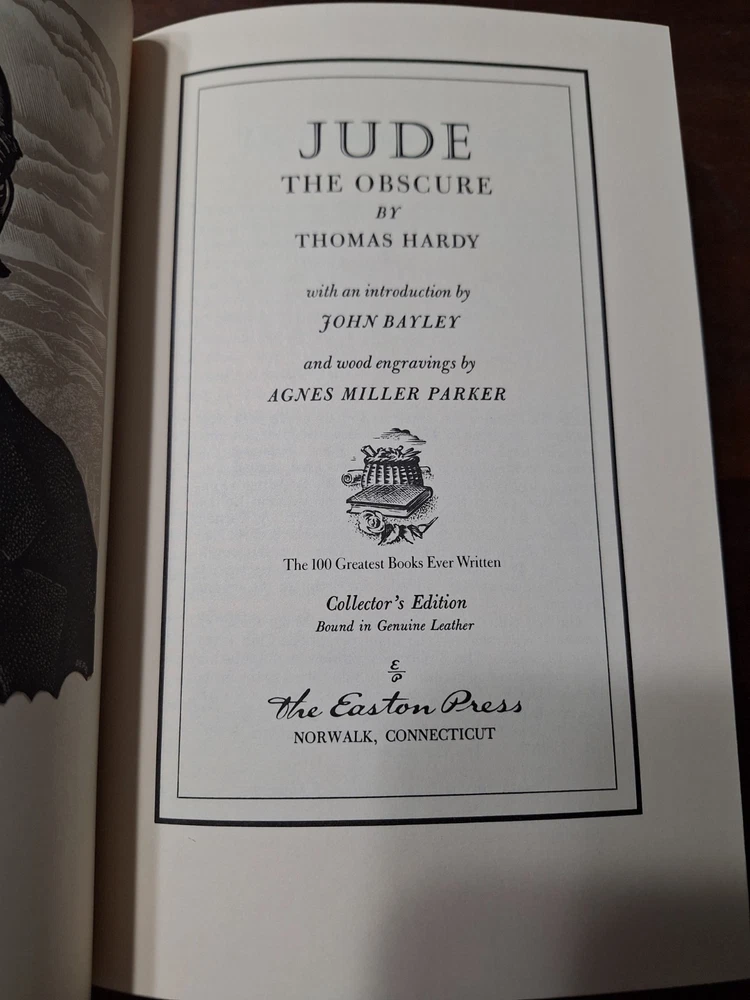 JUDE
THE OBSCURE
BY
THOMAS HARDY
with an introduction by
JOHN BAYLEY
and wood engravings by
AGNES MILLER PARKER
The 100 Greatest Books Ever Written
Collector's Edition
Bound in Genuine Leather
E
P
The Easton Press
NORWALK, CONNECTICUT